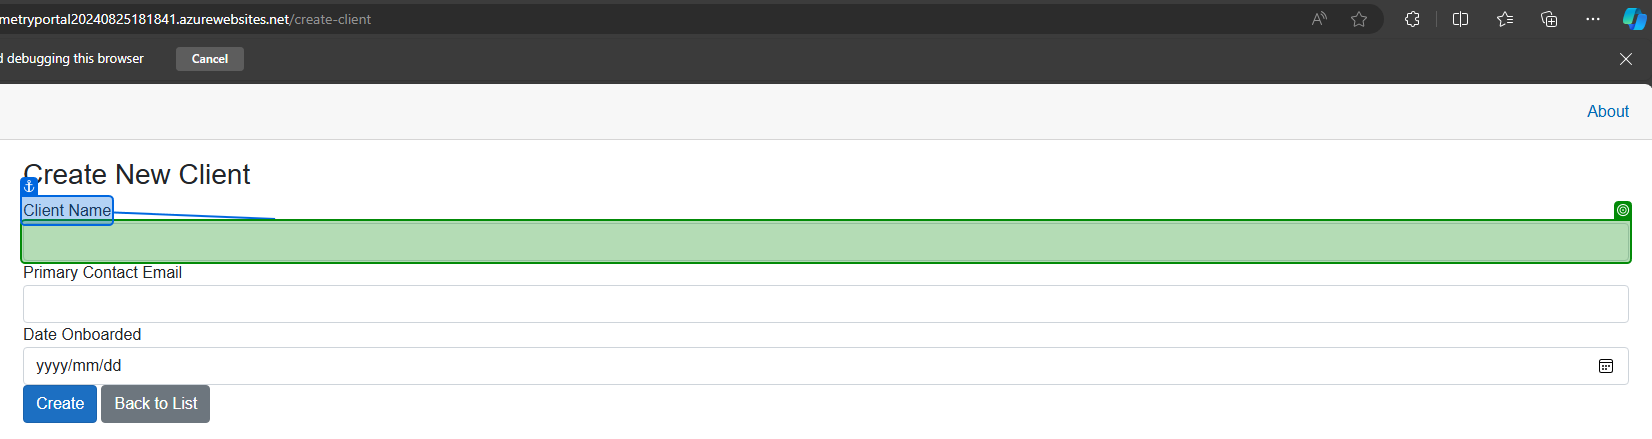 metryportal20240825181841.azurewebsites.net/create-client
debugging this browser Cancel
About
Create New Client
Client Name
Primary Contact Email
Date Onboarded
yyyy/mm/dd
Create Back to List